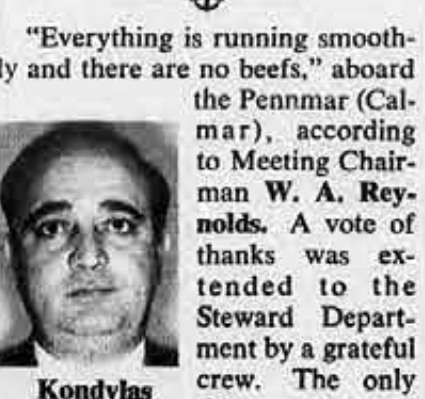 "Everything is running smooth-
ly and there are no beefs," aboard
the Pennmar (Cal-
mar), according
to Meeting Chair-
man W. A. Rey-
nolds. A vote of
thanks was ex-
tended to the
Steward Depart-
ment by a grateful
crew. The only
Kondylas